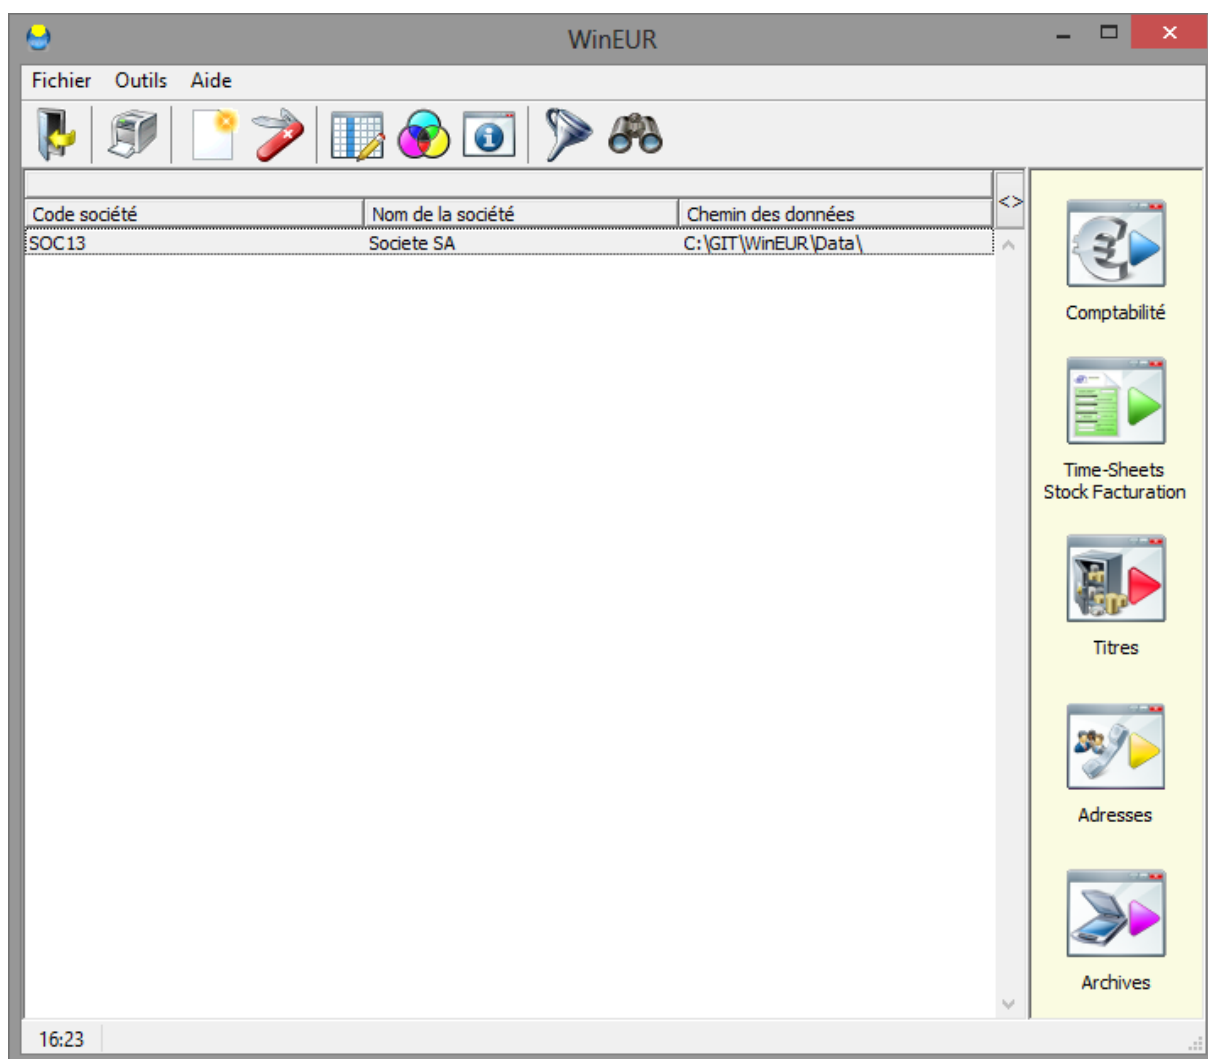 WinEUR
Fichier Outils Aide
<>
Code société Nom de la société Chemin des données
SOC13 Societe SA C:\GIT\WinEUR\Data\
Comptabilité
Time-Sheets
Stock Facturation
Titres
Adresses
Archives
16:23